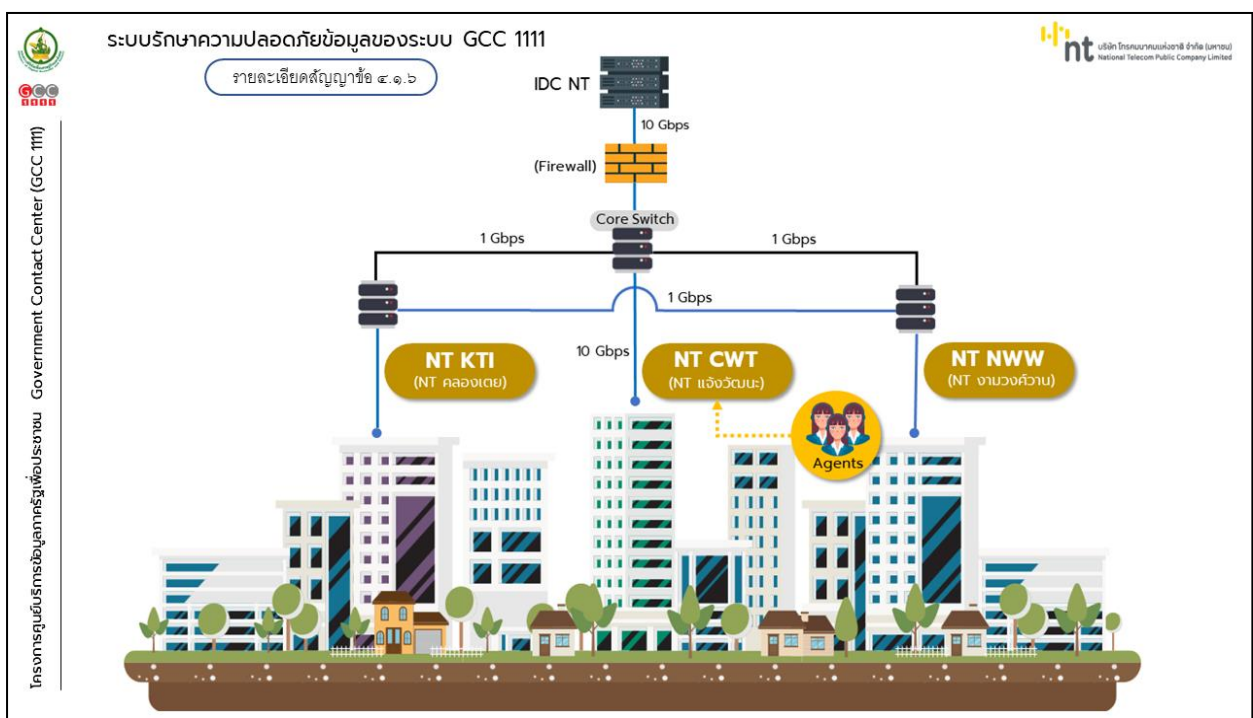 ระบบรักษาความปลอดภัยข้อมูลของระบบ GCC 1111
รายละเอียดสัญญาข้อ ๔.๑.๖
nt
บริษัท โทรคมนาคมแห่งชาติ จำกัด (มหาชน)
National Telecom Public Company Limited
GCC
1111
โครงการศูนย์บริการข้อมูลภาครัฐเพื่อประชาชน Government Contact Center (GCC 1111)
IDC NT
10 Gbps
(Firewall)
Core Switch
1 Gbps
1 Gbps
1 Gbps
10 Gbps
NT KTI
(NT คลองเตย)
NT CWT
(NT แจ้งวัฒนะ)
NT NWW
(NT งามวงศ์วาน)
Agents